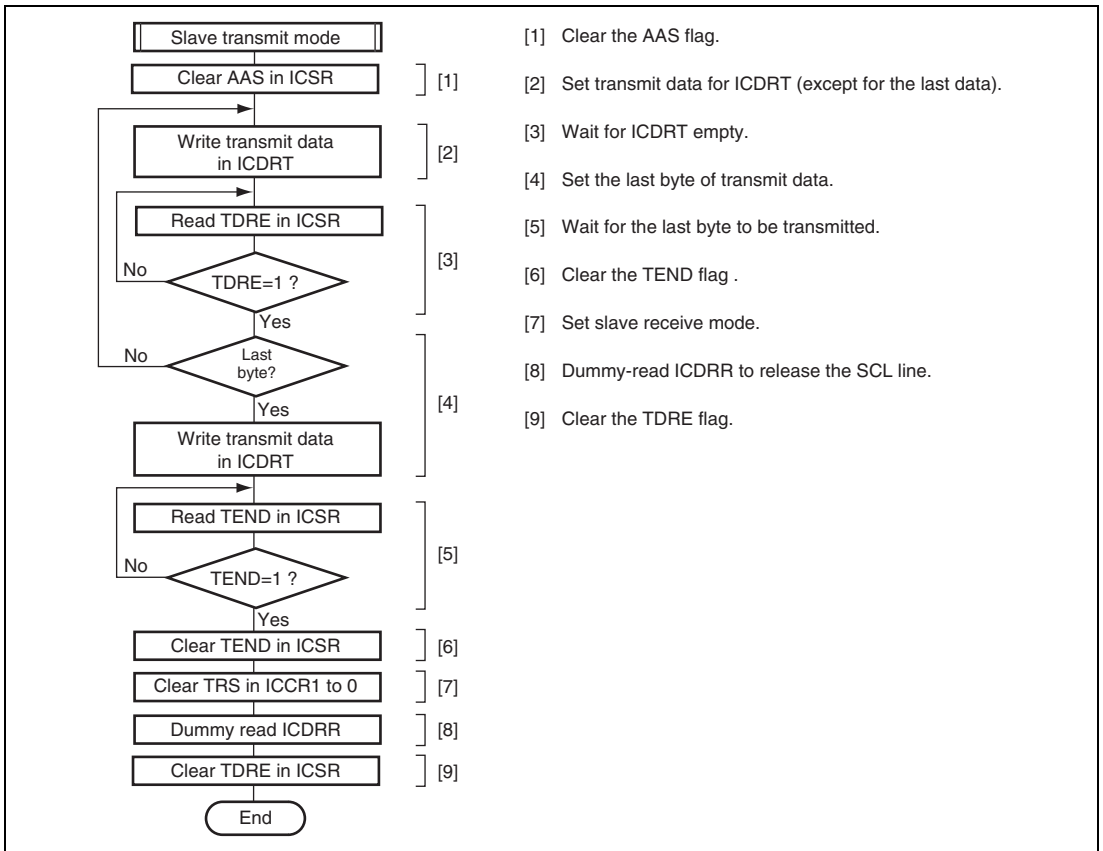 Slave transmit mode
Clear AAS in ICSR
[1]
Write transmit data
in ICDRT
[2]
Read TDRE in ICSR
No
TDRE=1 ?
[3]
Yes
No
Last
byte?
[4]
Yes
Write transmit data
in ICDRT
Read TEND in ICSR
No
TEND=1 ?
[5]
Yes
Clear TEND in ICSR
[6]
Clear TRS in ICCR1 to 0
[7]
Dummy read ICDRR
[8]
Clear TDRE in ICSR
[9]
End
[1] Clear the AAS flag.
[2] Set transmit data for ICDRT (except for the last data).
[3] Wait for ICDRT empty.
[4] Set the last byte of transmit data.
[5] Wait for the last byte to be transmitted.
[6] Clear the TEND flag .
[7] Set slave receive mode.
[8] Dummy-read ICDRR to release the SCL line.
[9] Clear the TDRE flag.